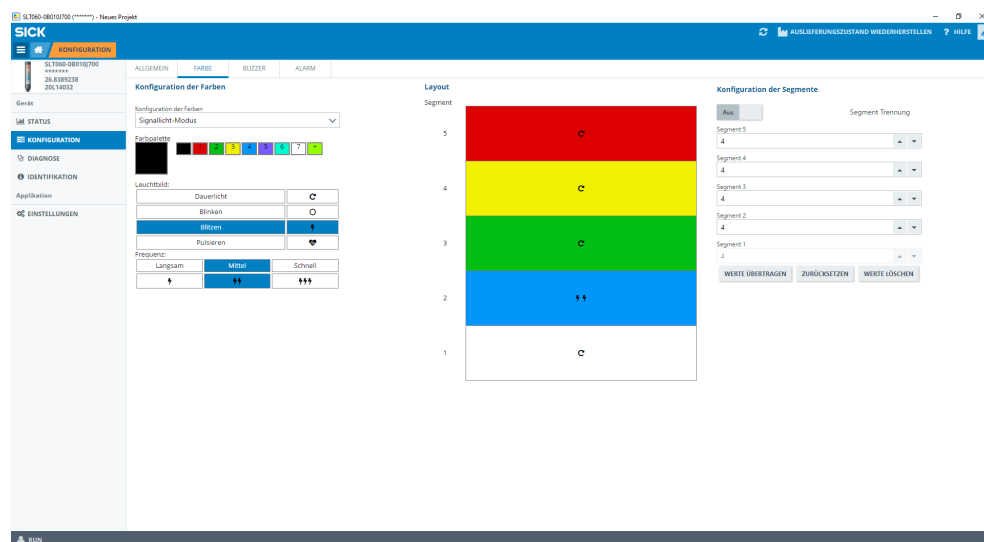 SLT060-0B010J700 (*******) - Neues Projekt
SICK
AUSLIEFERUNGSZUSTAND WIEDERHERSTELLEN
? HILFE
KONFIGURATION
SLT060-0B010J700
*******
26.8389238
20L14032
Gerät
STATUS
KONFIGURATION
DIAGNOSE
IDENTIFIKATION
Applikation
EINSTELLUNGEN
ALLGEMEIN FARBE BUZZER ALARM
Konfiguration der Farben
Konfiguration der Farben
Signallicht-Modus
Farbpalette
1 2 3 4 5 6 7 +
Leuchtbild:
Dauerlicht
Blinken
Blitzen
Pulsieren
Frequenz:
Langsam Mittel Schnell
Layout
Segment
5
4
3
2
1
Konfiguration der Segmente
Aus
Segment Trennung
Segment 5
4
Segment 4
4
Segment 3
4
Segment 2
4
Segment 1
4
WERTE ÜBERTRAGEN ZURÜCKSETZEN WERTE LÖSCHEN
RUN